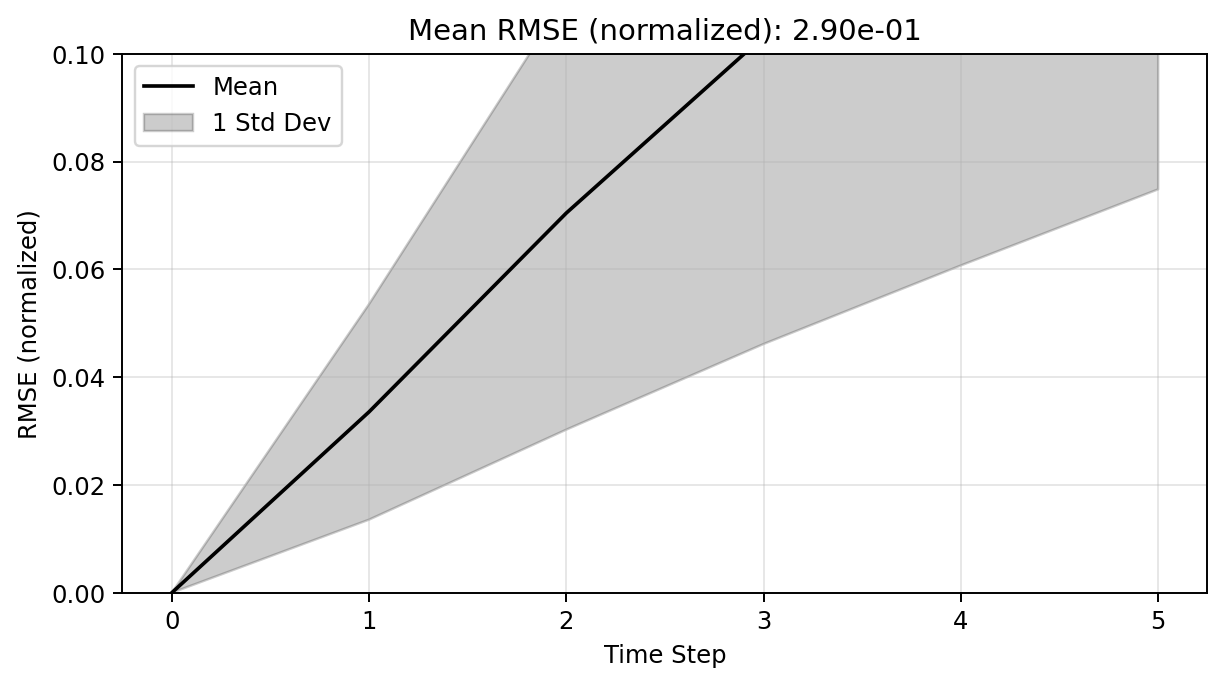 Mean RMSE (normalized): 2.90e-01
0.10
0.08
0.06
0.04
0.02
0.00
RMSE (normalized)
Mean
1 Std Dev
0 1 2 3 4 5
Time Step